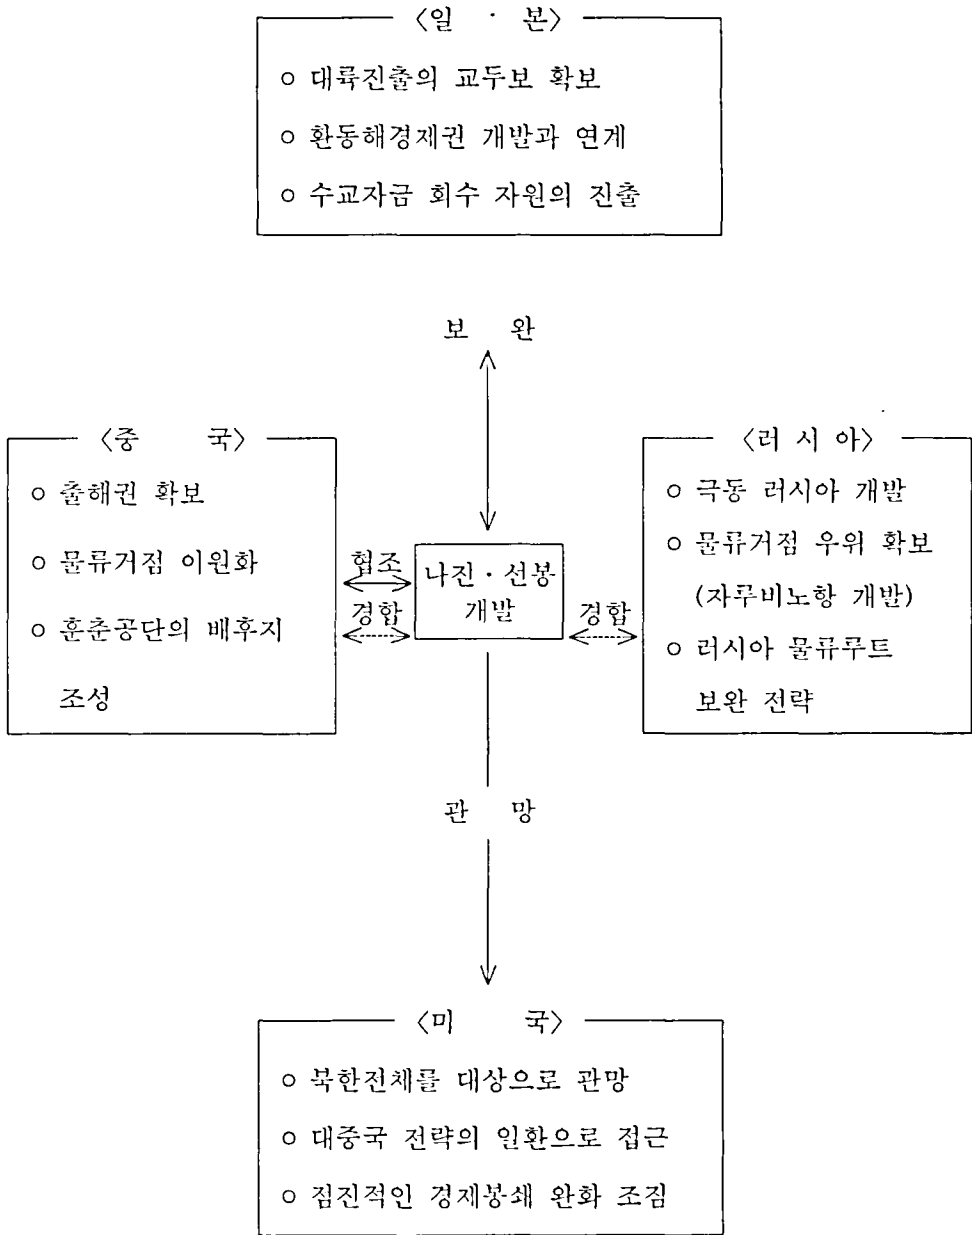 〈일 · 본〉
o 대륙진출의 교두보 확보
o 환동해경제권 개발과 연계
o 수교자금 회수 자원의 진출
보 완
〈중 국〉
o 출해권 확보
o 물류거점 이원화
o 훈춘공단의 배후지
조성
협조
경합
나진·선봉
개발
경합
〈러 시 아〉
o 극동 러시아 개발
o 물류거점 우위 확보
(자루비노항 개발)
o 러시아 물류루트
보완 전략
관 망
〈미 국〉
o 북한전체를 대상으로 관망
o 대중국 전략의 일환으로 접근
o 점진적인 경제봉쇄 완화 조짐